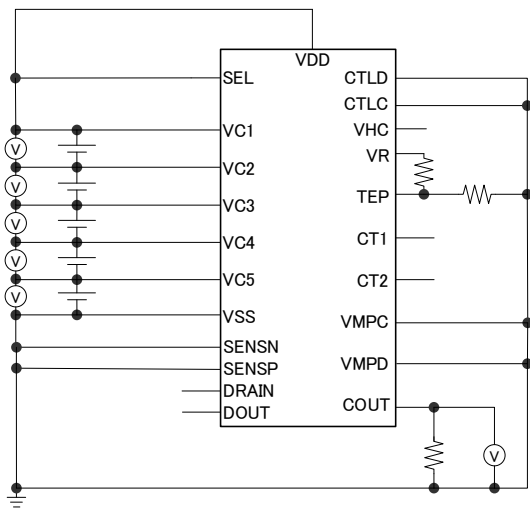 VDD
SEL
VC1
VC2
VC3
VC4
VC5
VSS
SENSN
SENSP
DRAIN
DOUT
CTLD
CTLC
VHC
VR
TEP
CT1
CT2
VMPC
VMPD
COUT
V
V
V
V
V
V